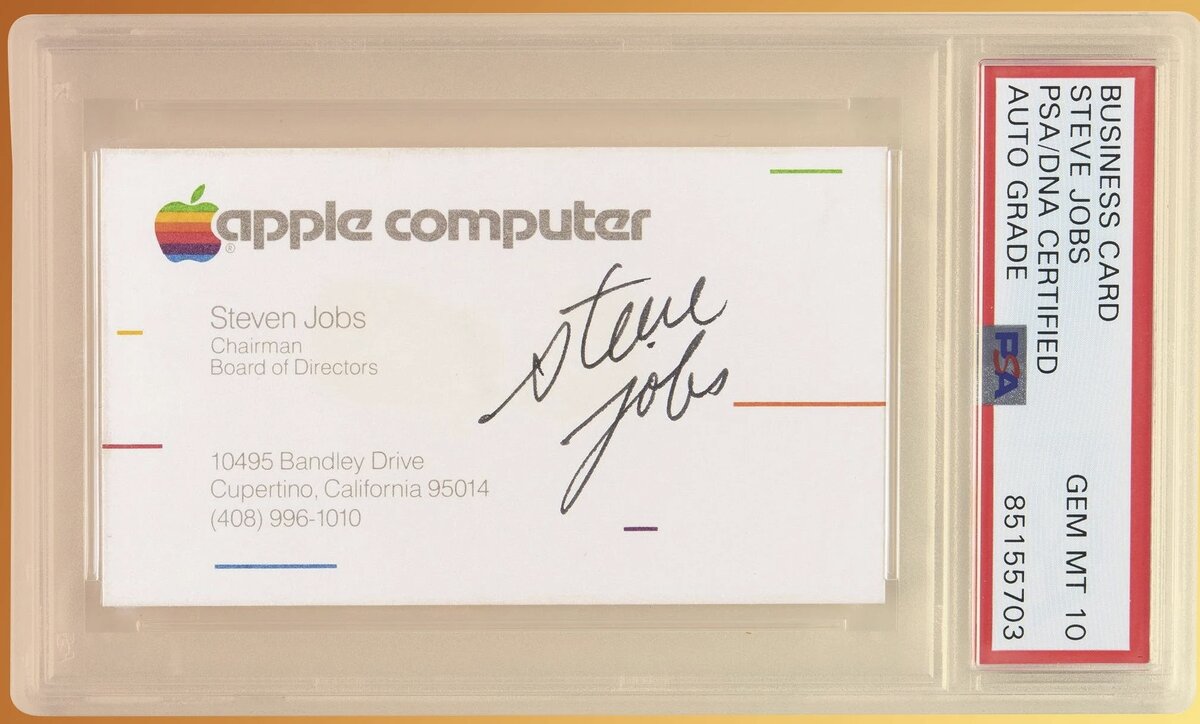 apple computer
®
Steven Jobs
Chairman
Board of Directors
steve
jobs
10495 Bandley Drive
Cupertino, California 95014
(408) 996-1010
BUSINESS CARD
STEVE JOBS
PSA/DNA CERTIFIED
AUTO GRADE
PSA
GEM MT 10
85155703